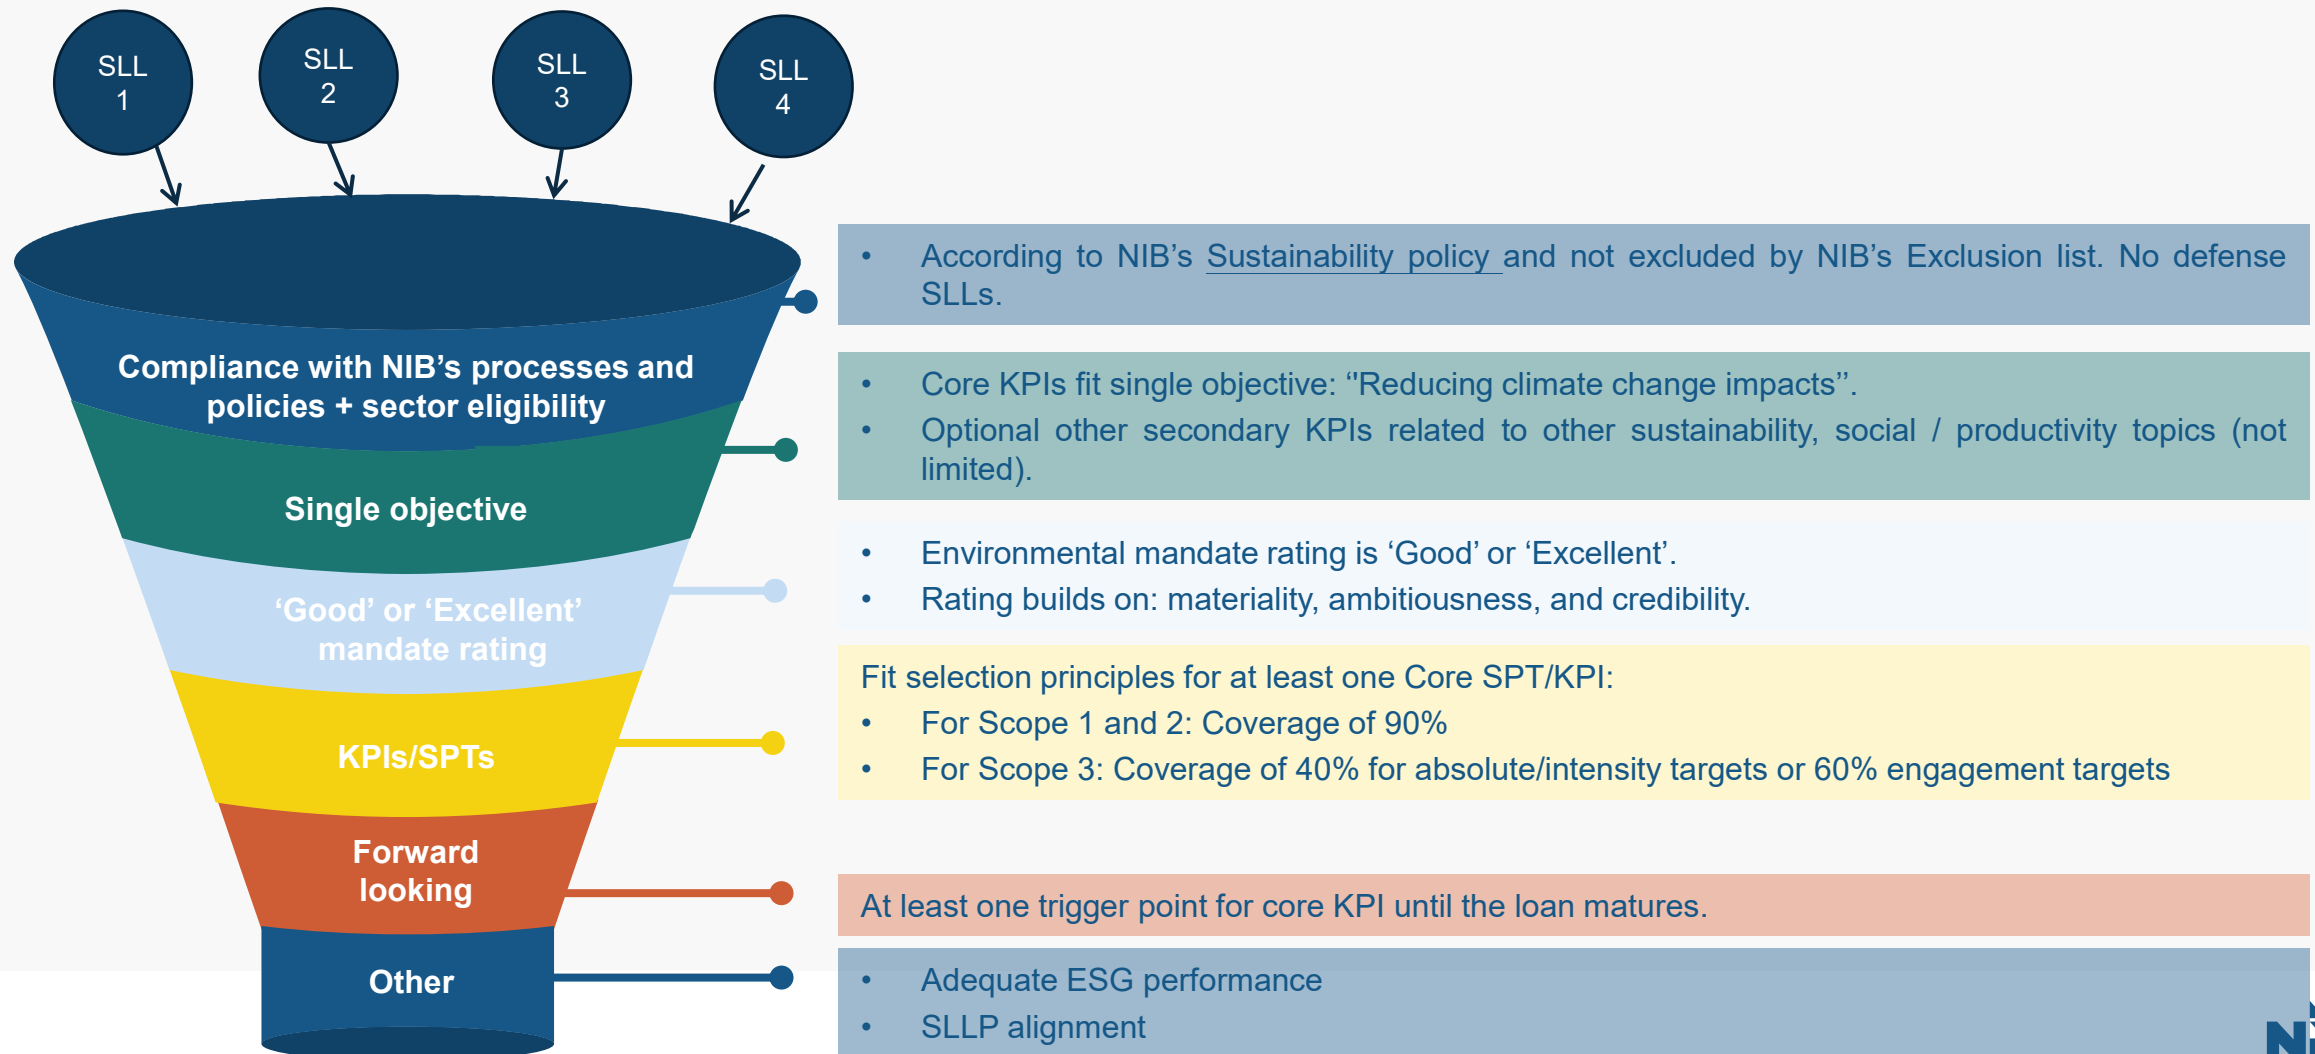 SLL
1
SLL
2
SLL
3
SLL
4
Compliance with NIB’s processes and
policies + sector eligibility
• According to NIB’s Sustainability policy and not excluded by NIB’s Exclusion list. No defense
SLLs.
Single objective
• Core KPIs fit single objective: ‘'Reducing climate change impacts’’.
• Optional other secondary KPIs related to other sustainability, social / productivity topics (not
limited).
‘Good’ or ‘Excellent’
mandate rating
• Environmental mandate rating is ‘Good’ or ‘Excellent’.
• Rating builds on: materiality, ambitiousness, and credibility.
KPIs/SPTs
Fit selection principles for at least one Core SPT/KPI:
• For Scope 1 and 2: Coverage of 90%
• For Scope 3: Coverage of 40% for absolute/intensity targets or 60% engagement targets
Forward
looking
At least one trigger point for core KPI until the loan matures.
Other
• Adequate ESG performance
• SLLP alignment